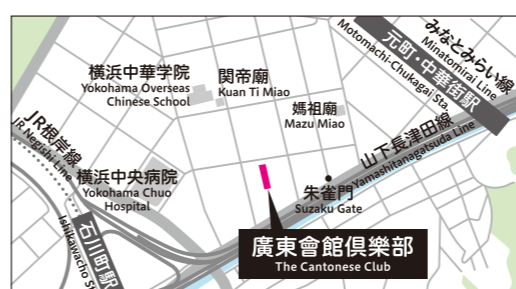 横浜中華学院
Yokohama Overseas
Chinese School
関帝廟
Kuan Ti Miao
媽祖廟
Mazu Miao
みなとみらい線
Minatomirai Line
元町・中華街駅
Motomachi-Chukagai Sta.
JR根岸線
JR Negishi Line
横浜中央病院
Yokohama Chuo
Hospital
山下長津田線
Yamashitanagatsuda Line
朱雀門
Suzaku Gate
石川町駅
Ishikawacho St
廣東會館倶樂部
The Cantonese Club